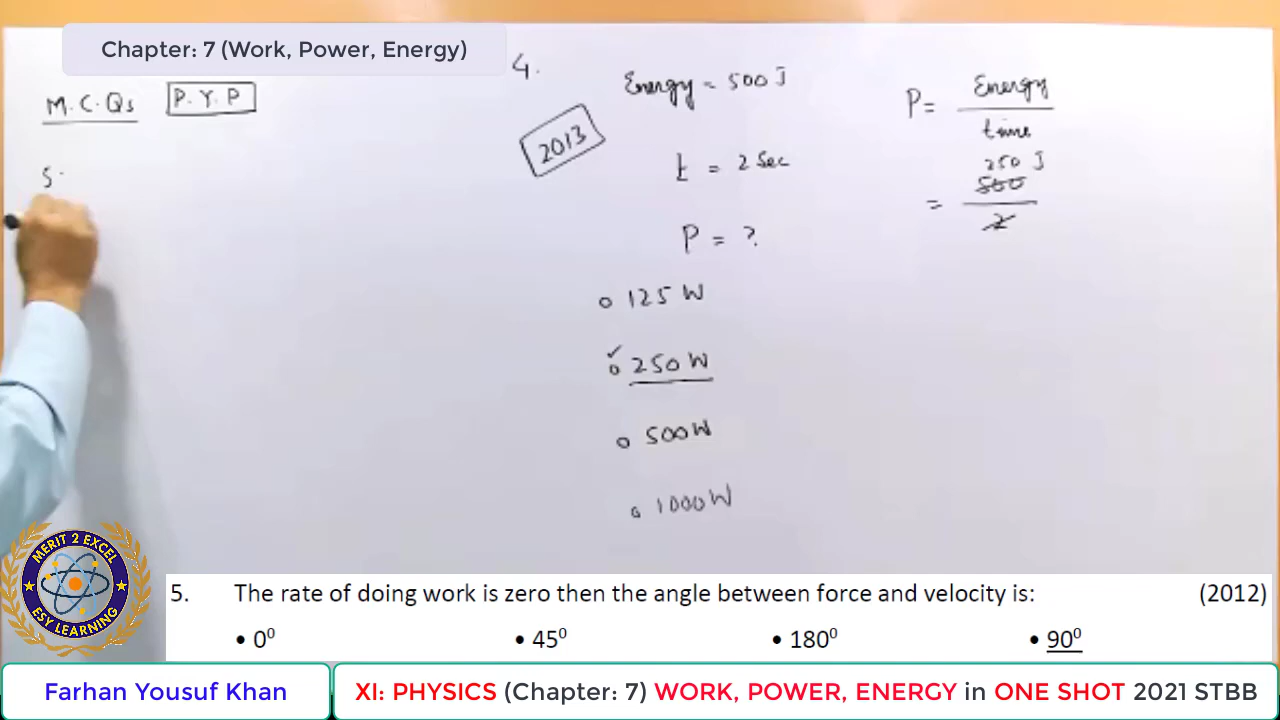 Chapter: 7 (Work, Power, Energy)
M.C.Qs P.Y.P
5.
4.
2013
Energy = 500 J
t = 2 Sec
P = ?
o 125 W
✓ o 250 W
o 500 W
o 1000 W
P = Energy
time
250 J
= 500
2
MERIT 2 EXCEL
ESY LEARNING
5. The rate of doing work is zero then the angle between force and velocity is: (2012)
• 0⁰ • 45⁰ • 180⁰ • 90⁰
Farhan Yousuf Khan XI: PHYSICS (Chapter: 7) WORK, POWER, ENERGY in ONE SHOT 2021 STBB